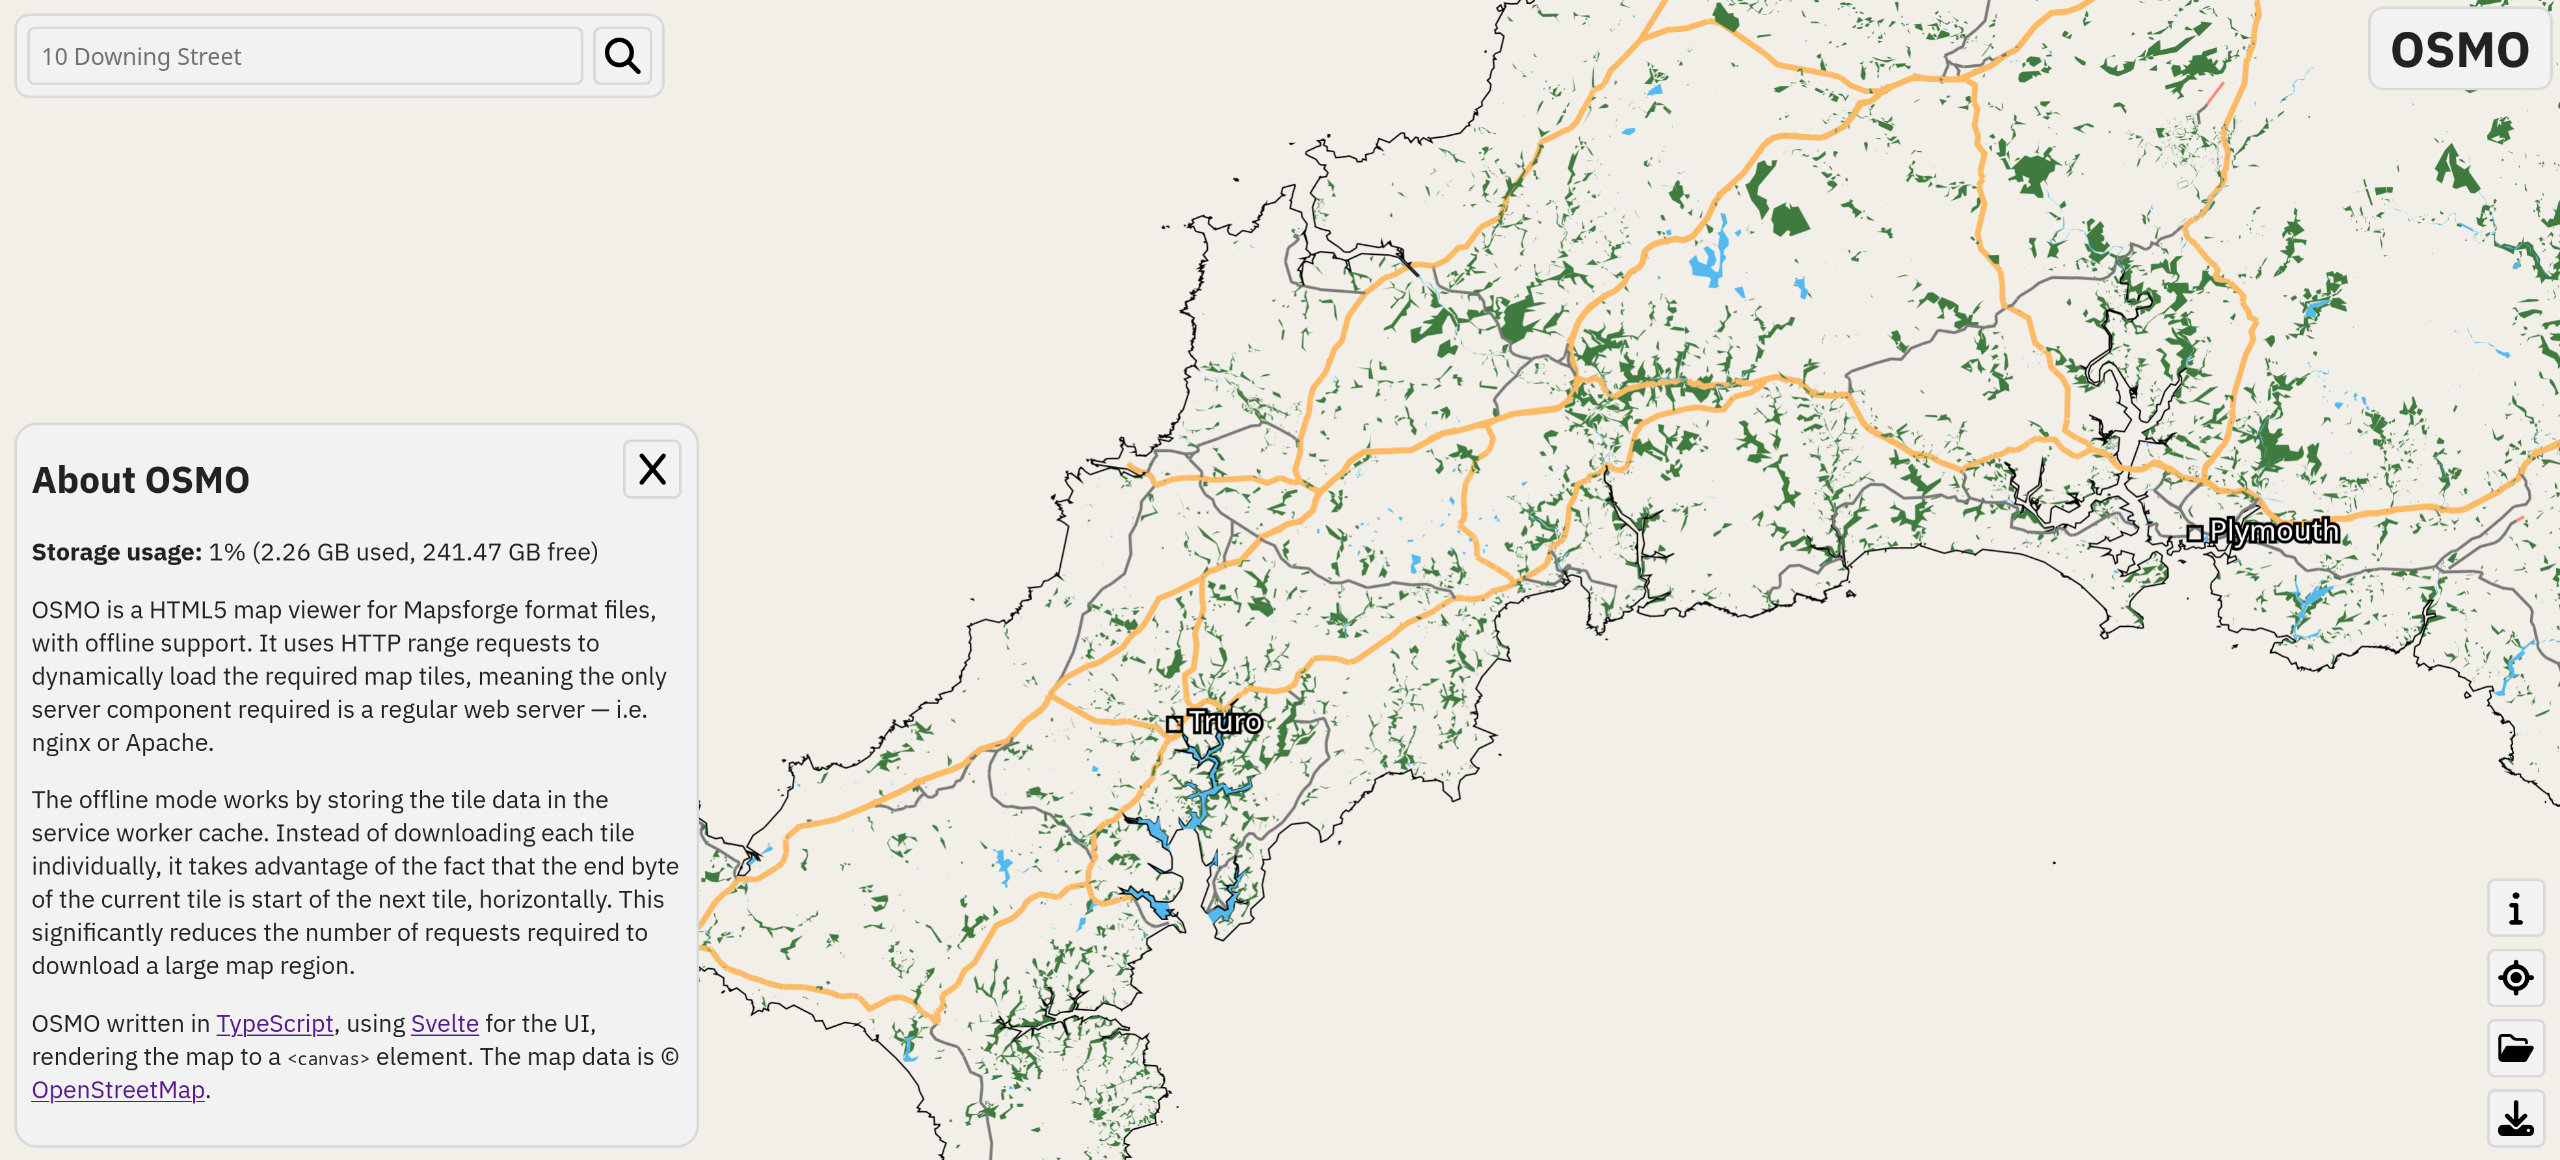 10 Downing Street
OSMO
About OSMO
X
Storage usage: 1% (2.26 GB used, 241.47 GB free)
OSMO is a HTML5 map viewer for Mapsforge format files,
with offline support. It uses HTTP range requests to
dynamically load the required map tiles, meaning the only
server component required is a regular web server — i.e.
nginx or Apache.
The offline mode works by storing the tile data in the
service worker cache. Instead of downloading each tile
individually, it takes advantage of the fact that the end byte
of the current tile is start of the next tile, horizontally. This
significantly reduces the number of requests required to
download a large map region.
OSMO written in TypeScript, using Svelte for the UI,
rendering the map to a <canvas> element. The map data is ©
OpenStreetMap.
Plymouth
Truro